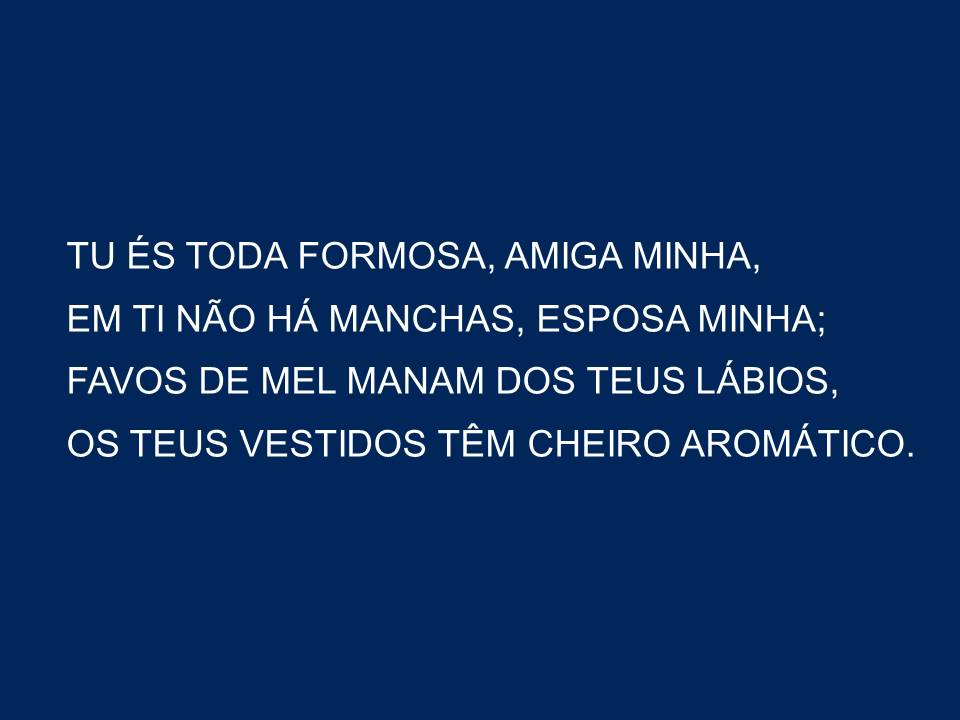 TU ÉS TODA FORMOSA, AMIGA MINHA,
EM TI NÃO HÁ MANCHAS, ESPOSA MINHA;
FAVOS DE MEL MANAM DOS TEUS LÁBIOS,
OS TEUS VESTIDOS TÊM CHEIRO AROMÁTICO.